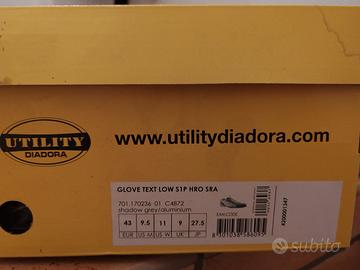 UTILITY
DIADORA
www.utilitydiadora.com
GLOVE TEXT LOW S1P HRO SRA
701.170236 01 C4872
shadow grey/aluminium
43 9.5 11 9 27.5
EUR US-M US-W UK JP
subito